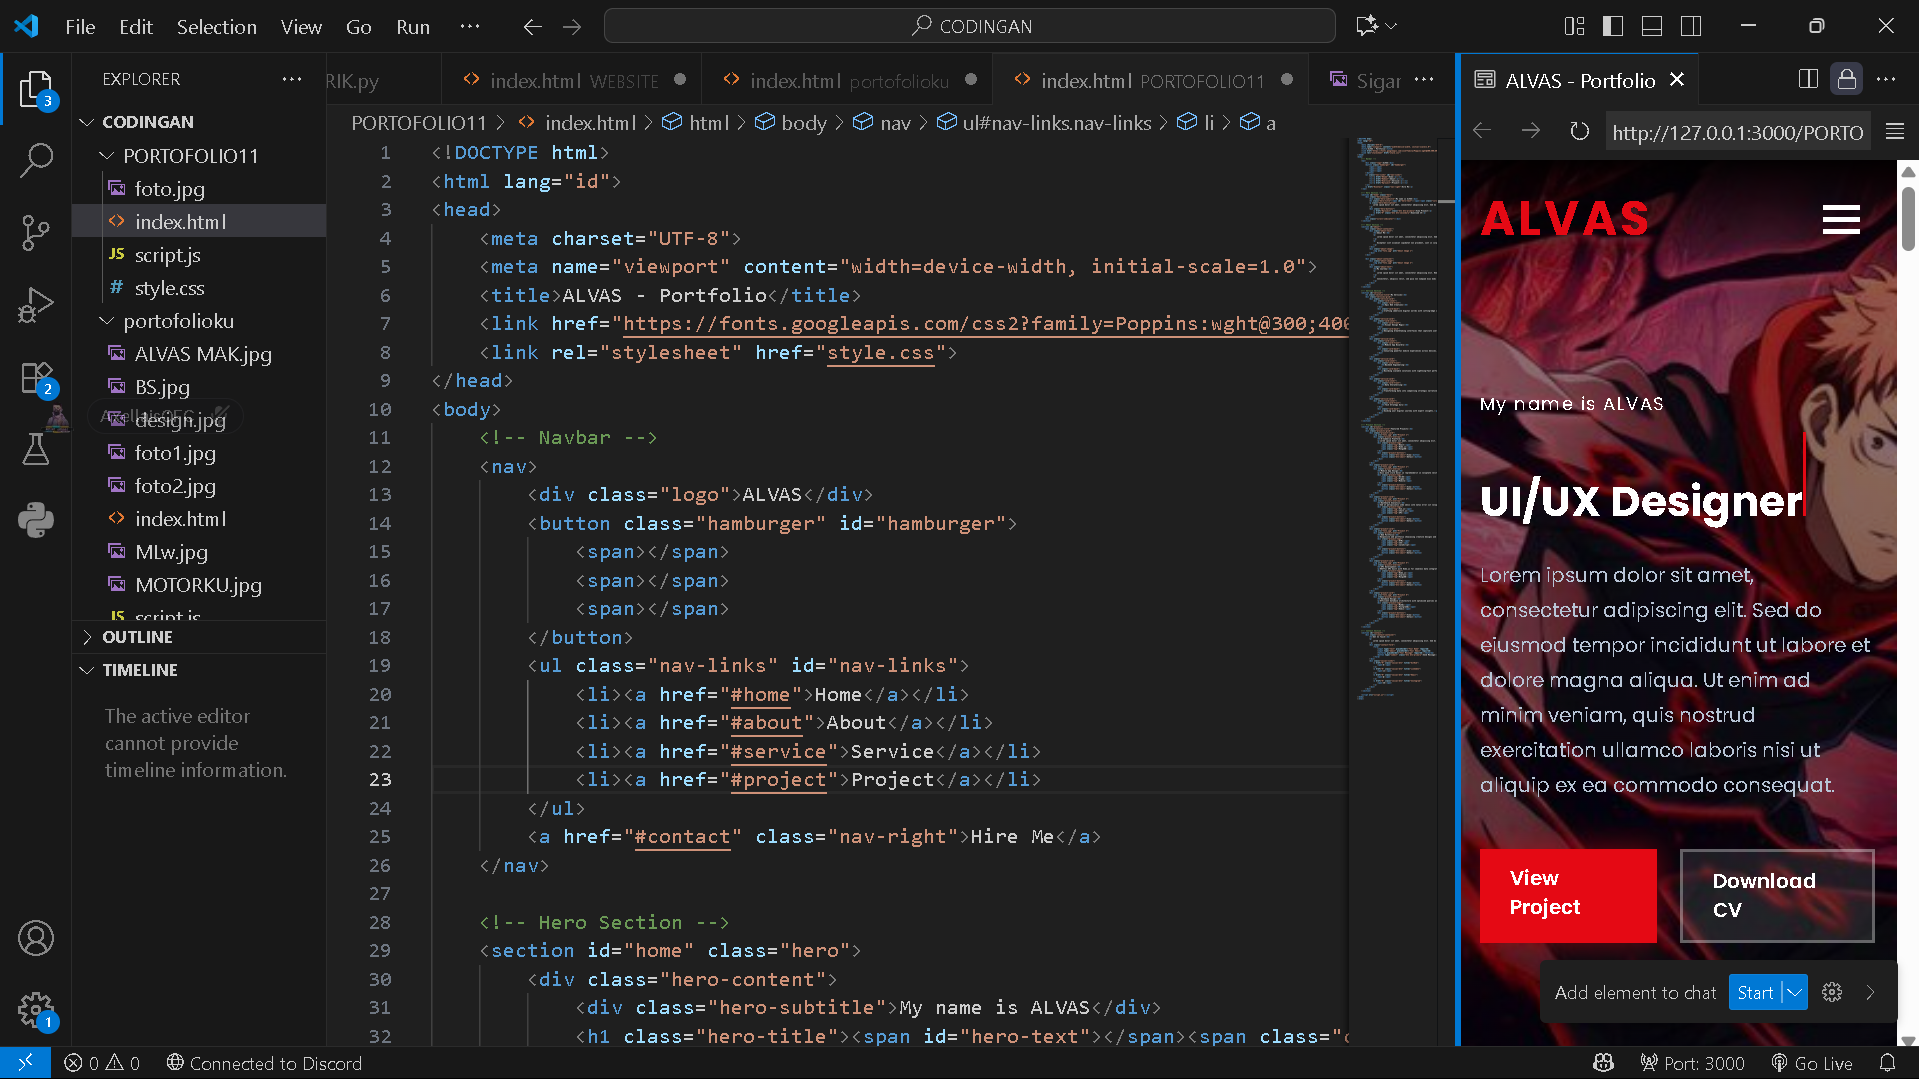 File Edit Selection View Go Run ···
CODINGAN
EXPLORER
CODINGAN
PORTOFOLIO11
foto.jpg
index.html
JS script.js
# style.css
portofolioku
ALVAS MAK.jpg
BS.jpg
design.jpg
foto1.jpg
foto2.jpg
index.html
MLw.jpg
MOTORKU.jpg
JS script.js
OUTLINE
TIMELINE
The active editor
cannot provide
timeline information.
3
2
1
RIK.py
index.html WEBSITE
index.html portofolioku
index.html PORTOFOLIO11
Sigar
PORTOFOLIO11 > index.html > html > body > nav > ul#nav-links.nav-links > li > a
1 <!DOCTYPE html>
2 <html lang="id">
3 <head>
4 <meta charset="UTF-8">
5 <meta name="viewport" content="width=device-width, initial-scale=1.0">
6 <title>ALVAS - Portfolio</title>
7 <link href="https://fonts.googleapis.com/css2?family=Poppins:wght@300;400
8 <link rel="stylesheet" href="style.css">
9 </head>
10 <body>
11 <!-- Navbar -->
12 <nav>
13 <div class="logo">ALVAS</div>
14 <button class="hamburger" id="hamburger">
15 <span></span>
16 <span></span>
17 <span></span>
18 </button>
19 <ul class="nav-links" id="nav-links">
20 <li><a href="#home">Home</a></li>
21 <li><a href="#about">About</a></li>
22 <li><a href="#service">Service</a></li>
23 <li><a href="#project">Project</a></li>
24 </ul>
25 <a href="#contact" class="nav-right">Hire Me</a>
26 </nav>
27
28 <!-- Hero Section -->
29 <section id="home" class="hero">
30 <div class="hero-content">
31 <div class="hero-subtitle">My name is ALVAS</div>
32 <h1 class="hero-title"><span id="hero-text"></span><span class="c
ALVAS - Portfolio
http://127.0.0.1:3000/PORTO
ALVAS
My name is ALVAS
UI/UX Designer
Lorem ipsum dolor sit amet,
consectetur adipiscing elit. Sed do
eiusmod tempor incididunt ut labore et
dolore magna aliqua. Ut enim ad
minim veniam, quis nostrud
exercitation ullamco laboris nisi ut
aliquip ex ea commodo consequat.
View
Project
Download
CV
Add element to chat Start
0 0 Connected to Discord
Port: 3000 Go Live